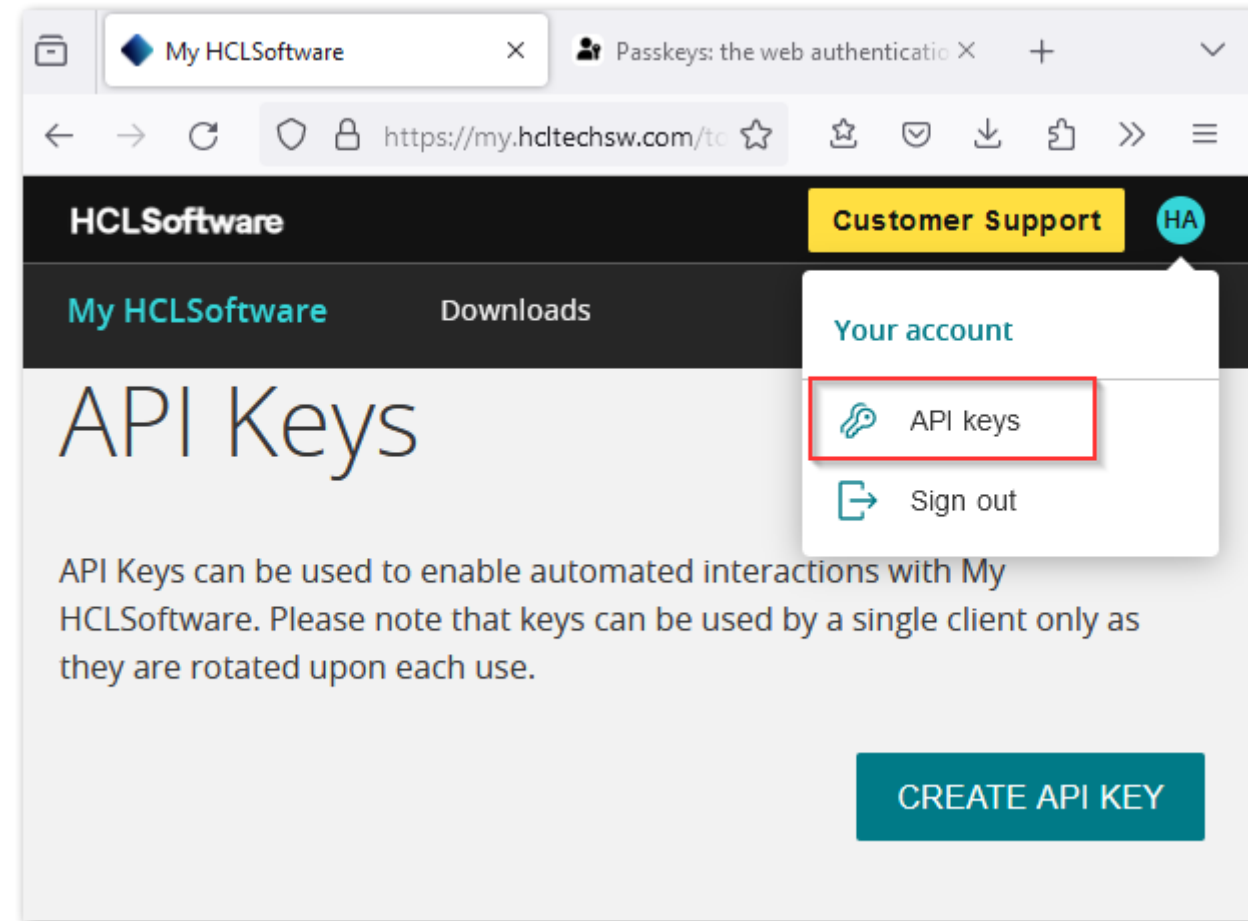 My HCLSoftware
Passkeys: the web authenticatio
https://my.hcltechsw.com/to
HCLSoftware
Customer Support
HA
My HCLSoftware
Downloads
Your account
API keys
Sign out
API Keys
API Keys can be used to enable automated interactions with My
HCLSoftware. Please note that keys can be used by a single client only as
they are rotated upon each use.
CREATE API KEY